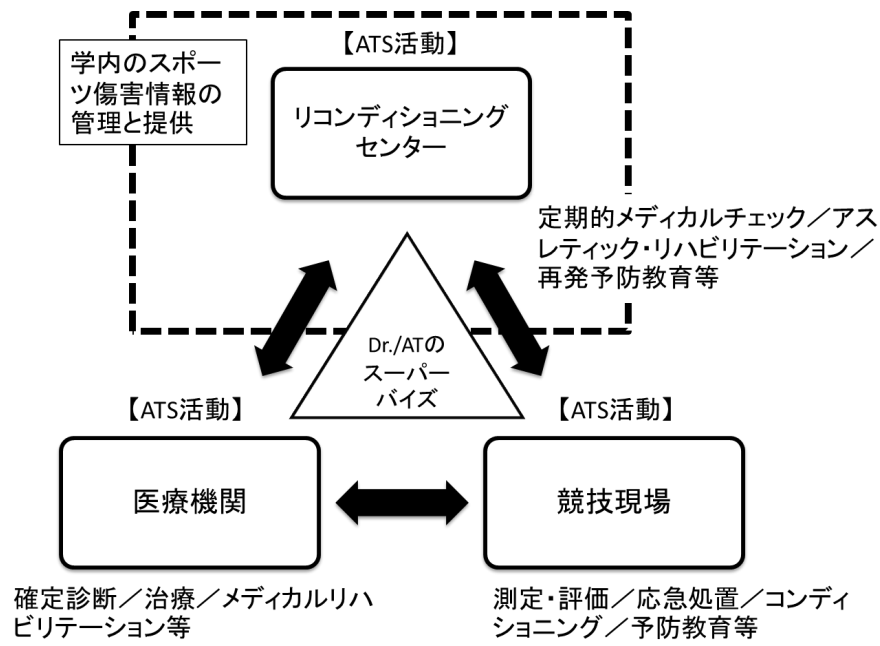 【ATS活動】
学内のスポー
ツ傷害情報の
管理と提供
リコンディショニング
センター
定期的メディカルチェック／アス
レティック・リハビリテーション／
再発予防教育等
Dr./ATの
スーパー
バイズ
【ATS活動】
【ATS活動】
医療機関
競技現場
確定診断／治療／メディカルリハ
ビリテーション等
測定・評価／応急処置／コンディ
ショニング／予防教育等